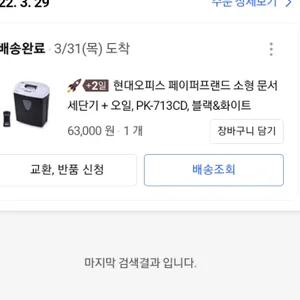 22. 3. 29
주문 상세보기 >
배송완료 · 3/31(목) 도착
+2일 현대오피스 페이퍼프랜드 소형 문서
세단기 + 오일, PK-713CD, 블랙&화이트
63,000 원 · 1 개
장바구니 담기
교환, 반품 신청
배송조회
마지막 검색결과 입니다.